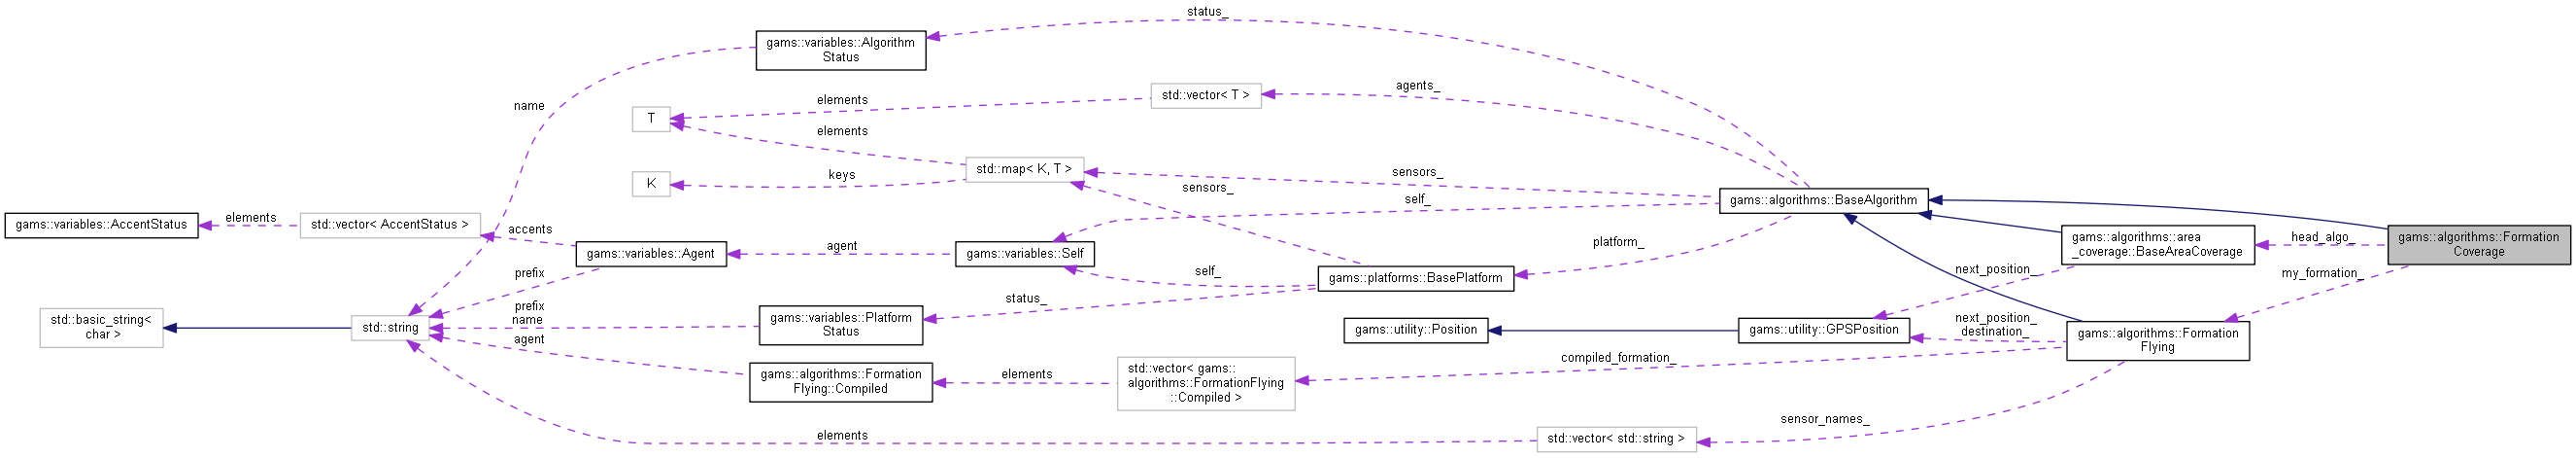 status_
gams::variables::Algorithm
Status
agents_
std::vector< T >
elements
name
T
elements
std::map< K, T >
sensors_
keys
K
sensors_
self_
gams::algorithms::BaseAlgorithm
gams::variables::AccentStatus
elements
std::vector< AccentStatus >
accents
gams::variables::Agent
agent
gams::variables::Self
platform_
gams::algorithms::area
_coverage::BaseAreaCoverage
head_algo_
gams::algorithms::Formation
Coverage
prefix
self_
gams::platforms::BasePlatform
next_position_
my_formation_
status_
prefix
name
gams::variables::Platform
Status
std::basic_string<
char >
std::string
agent
gams::utility::Position
gams::utility::GPSPosition
next_position_
destination_
gams::algorithms::Formation
Flying
compiled_formation_
gams::algorithms::Formation
Flying::Compiled
elements
std::vector< gams::
algorithms::FormationFlying
::Compiled >
sensor_names_
elements
std::vector< std::string >